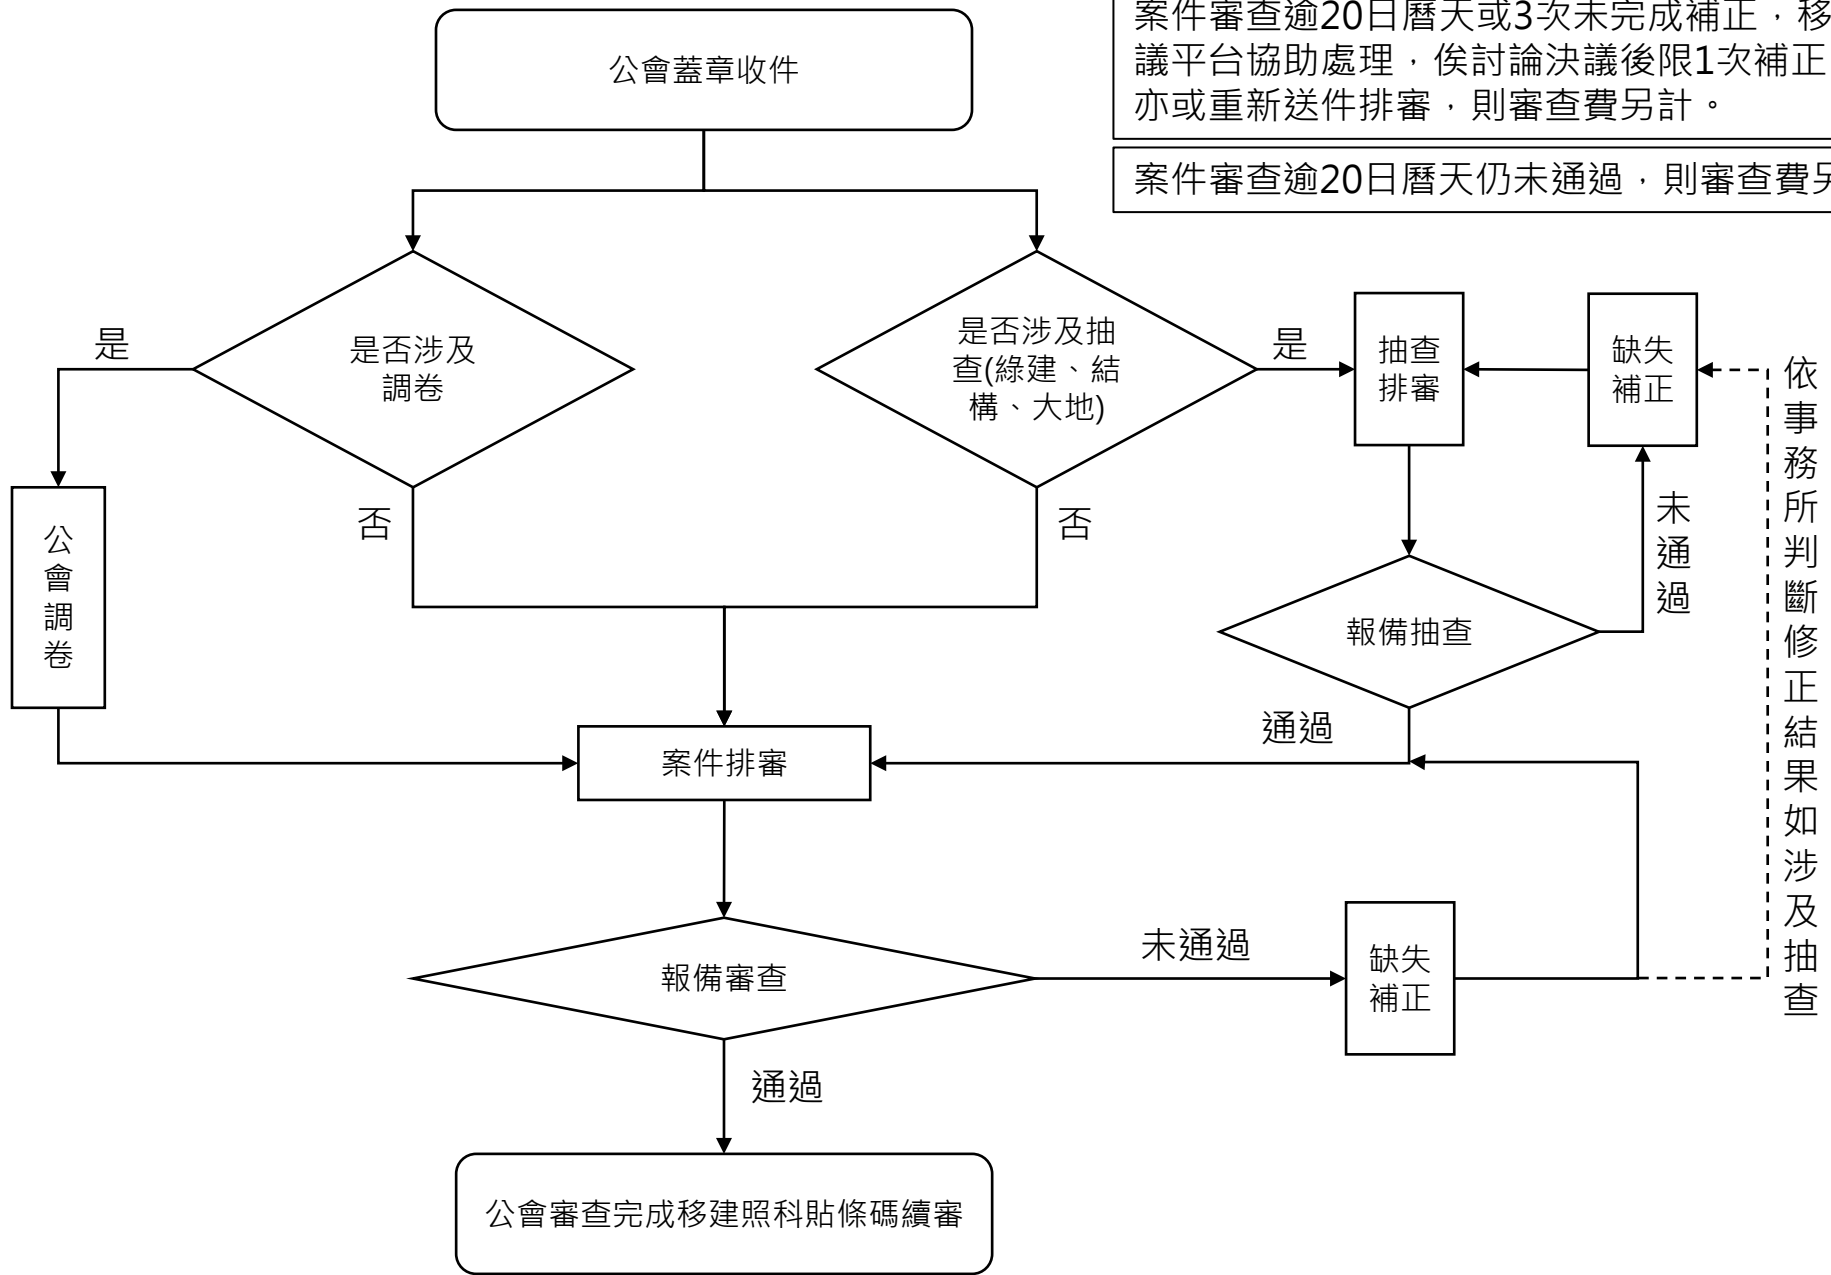 案件審查逾20日曆天或3次未完成補正，移
議平台協助處理，俟討論決議後限1次補正
亦或重新送件排審，則審查費另計。
案件審查逾20日曆天仍未通過，則審查費另
公會蓋章收件
是否涉及
調卷
是否涉及抽
查(綠建、結
構、大地)
是
是
否
否
抽查
排審
缺失
補正
公會調卷
未通過
依事務所判斷修正結果如涉及抽查
報備抽查
通過
案件排審
報備審查
未通過
缺失
補正
通過
公會審查完成移建照科貼條碼續審